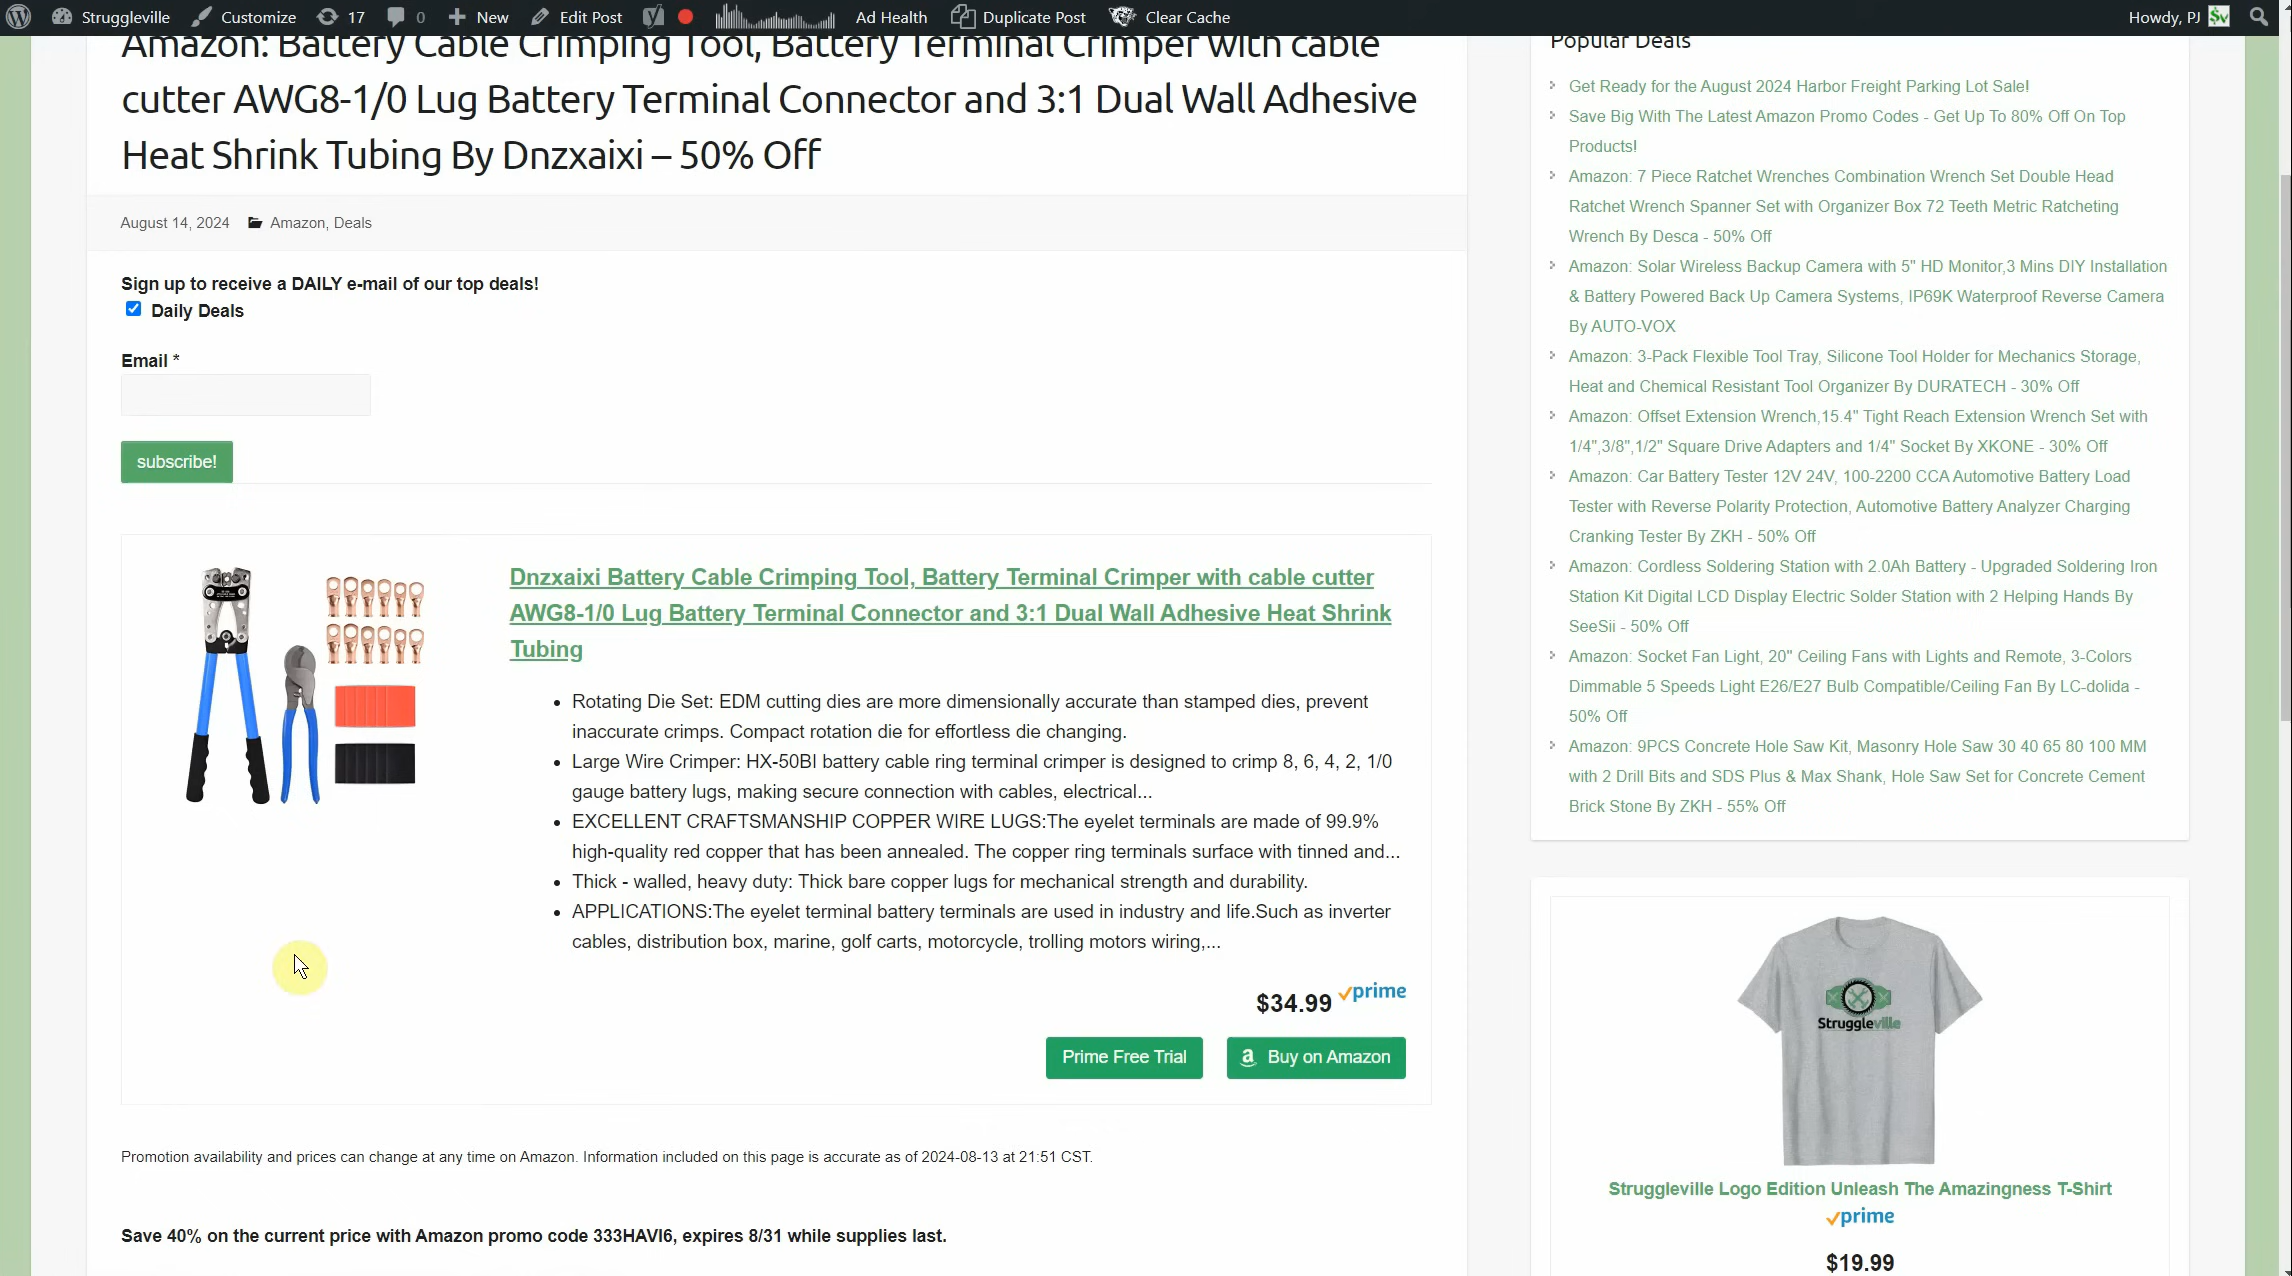 Struggleville
Customize
17
0
New
Edit Post
Ad Health
Duplicate Post
Clear Cache
Howdy, PJ
Amazon: Battery Cable Crimping Tool, Battery Terminal Crimper with cable
cutter AWG8-1/0 Lug Battery Terminal Connector and 3:1 Dual Wall Adhesive
Heat Shrink Tubing By Dnzxaixi – 50% Off
August 14, 2024
Amazon, Deals
Sign up to receive a DAILY e-mail of our top deals!
Daily Deals
Email *
subscribe!
Dnzxaixi Battery Cable Crimping Tool, Battery Terminal Crimper with cable cutter
AWG8-1/0 Lug Battery Terminal Connector and 3:1 Dual Wall Adhesive Heat Shrink
Tubing
• Rotating Die Set: EDM cutting dies are more dimensionally accurate than stamped dies, prevent
inaccurate crimps. Compact rotation die for effortless die changing.
• Large Wire Crimper: HX-50BI battery cable ring terminal crimper is designed to crimp 8, 6, 4, 2, 1/0
gauge battery lugs, making secure connection with cables, electrical...
• EXCELLENT CRAFTSMANSHIP COPPER WIRE LUGS:The eyelet terminals are made of 99.9%
high-quality red copper that has been annealed. The copper ring terminals surface with tinned and...
• Thick - walled, heavy duty: Thick bare copper lugs for mechanical strength and durability.
• APPLICATIONS:The eyelet terminal battery terminals are used in industry and life.Such as inverter
cables, distribution box, marine, golf carts, motorcycle, trolling motors wiring,...
$34.99 prime
Prime Free Trial
Buy on Amazon
Promotion availability and prices can change at any time on Amazon. Information included on this page is accurate as of 2024-08-13 at 21:51 CST.
Save 40% on the current price with Amazon promo code 333HAVI6, expires 8/31 while supplies last.
Popular Deals
Get Ready for the August 2024 Harbor Freight Parking Lot Sale!
Save Big With The Latest Amazon Promo Codes - Get Up To 80% Off On Top
Products!
Amazon: 7 Piece Ratchet Wrenches Combination Wrench Set Double Head
Ratchet Wrench Spanner Set with Organizer Box 72 Teeth Metric Ratcheting
Wrench By Desca - 50% Off
Amazon: Solar Wireless Backup Camera with 5" HD Monitor,3 Mins DIY Installation
& Battery Powered Back Up Camera Systems, IP69K Waterproof Reverse Camera
By AUTO-VOX
Amazon: 3-Pack Flexible Tool Tray, Silicone Tool Holder for Mechanics Storage,
Heat and Chemical Resistant Tool Organizer By DURATECH - 30% Off
Amazon: Offset Extension Wrench,15.4" Tight Reach Extension Wrench Set with
1/4",3/8",1/2" Square Drive Adapters and 1/4" Socket By XKONE - 30% Off
Amazon: Car Battery Tester 12V 24V, 100-2200 CCA Automotive Battery Load
Tester with Reverse Polarity Protection, Automotive Battery Analyzer Charging
Cranking Tester By ZKH - 50% Off
Amazon: Cordless Soldering Station with 2.0Ah Battery - Upgraded Soldering Iron
Station Kit Digital LCD Display Electric Solder Station with 2 Helping Hands By
SeeSii - 50% Off
Amazon: Socket Fan Light, 20" Ceiling Fans with Lights and Remote, 3-Colors
Dimmable 5 Speeds Light E26/E27 Bulb Compatible/Ceiling Fan By LC-dolida -
50% Off
Amazon: 9PCS Concrete Hole Saw Kit, Masonry Hole Saw 30 40 65 80 100 MM
with 2 Drill Bits and SDS Plus & Max Shank, Hole Saw Set for Concrete Cement
Brick Stone By ZKH - 55% Off
Struggleville
Struggleville Logo Edition Unleash The Amazingness T-Shirt
prime
$19.99